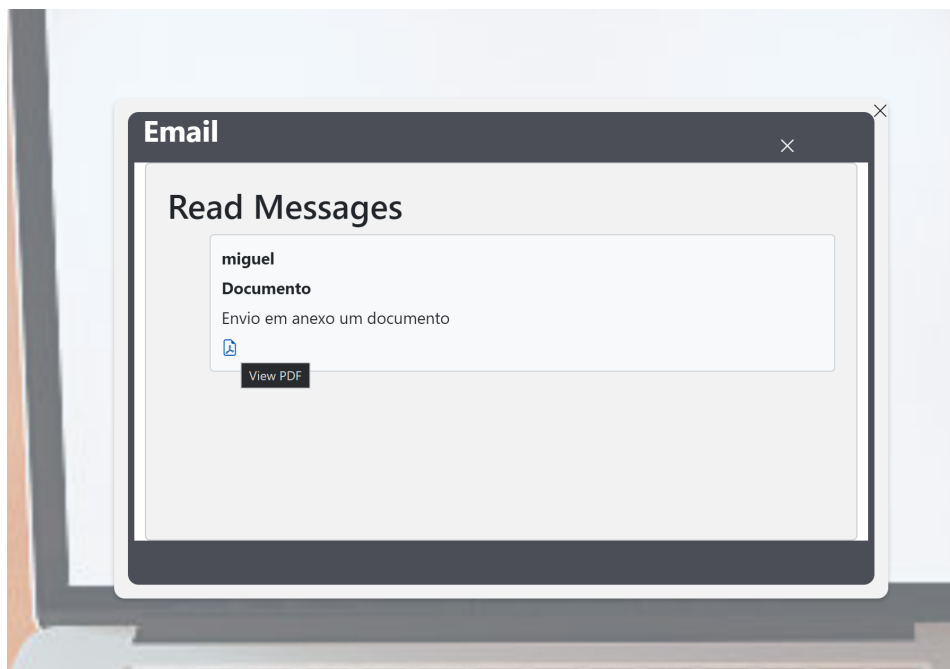 Email
Read Messages
miguel
Documento
Envio em anexo um documento
View PDF